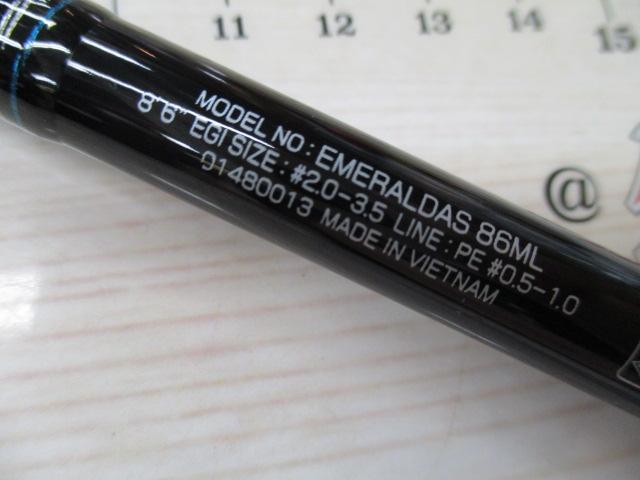 11 12 13 14 15
MODEL NO : EMERALDAS 86ML
8'6" EGI SIZE : #2.0-3.5 LINE : PE #0.5-1.0
01480013 MADE IN VIETNAM
@